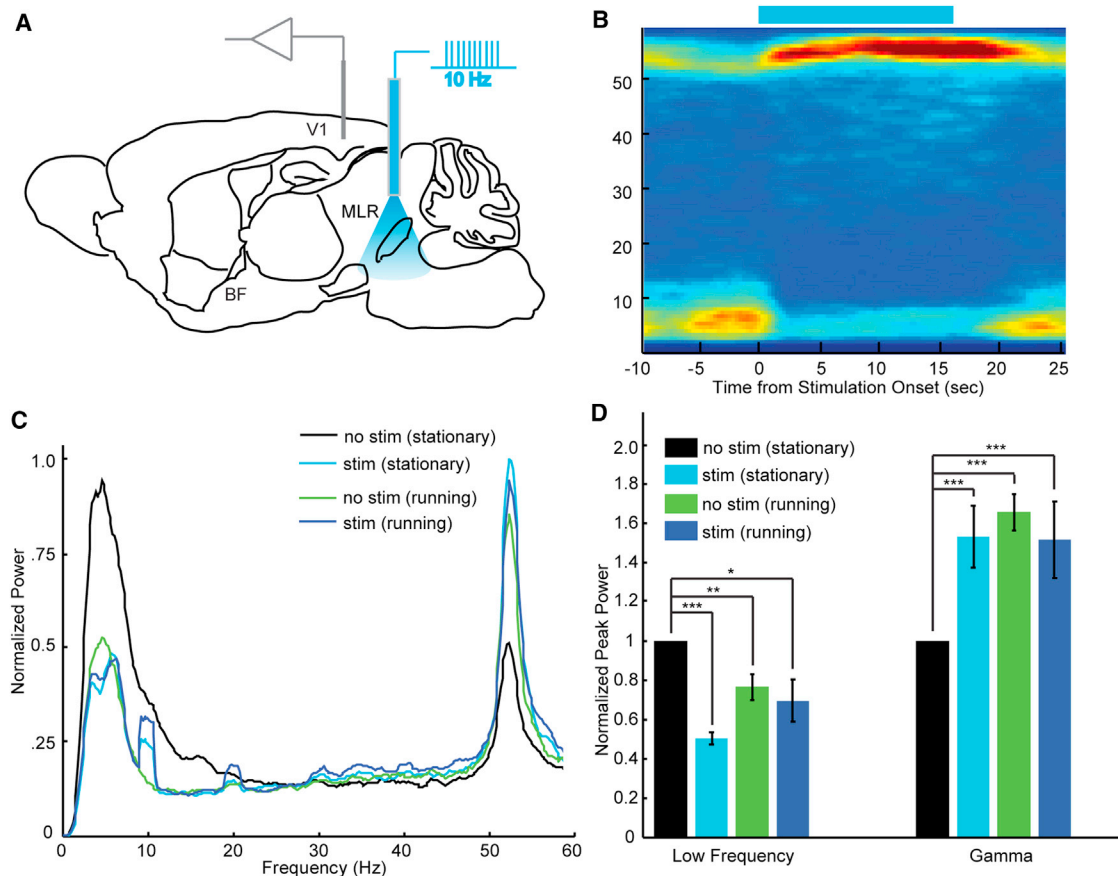 A
10 Hz
V1
MLR
BF
B
50
40
30
20
10
-10 -5 0 5 10 15 20 25
Time from Stimulation Onset (sec)
C
no stim (stationary)
stim (stationary)
no stim (running)
stim (running)
1.0
.75
0.5
.25
0
Normalized Power
0 10 20 30 40 50 60
Frequency (Hz)
D
no stim (stationary)
stim (stationary)
no stim (running)
stim (running)
2.0
1.8
1.6
1.4
1.2
1
0.8
0.6
0.4
0.2
0
Normalized Peak Power
*
**
***
***
***
***
Low Frequency
Gamma